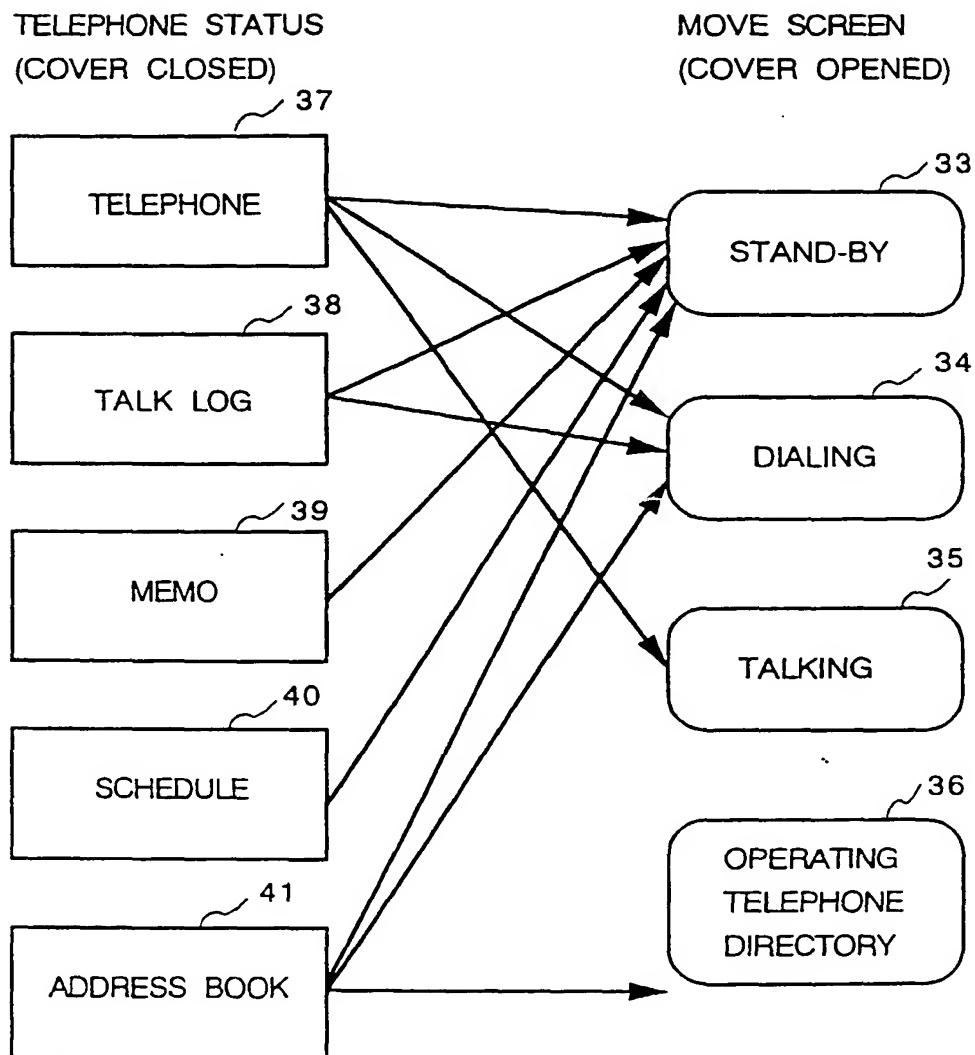 TELEPHONE STATUS
(COVER CLOSED)
MOVE SCREEN
(COVER OPENED)
37
TELEPHONE
38
TALK LOG
39
MEMO
40
SCHEDULE
41
ADDRESS BOOK
33
STAND-BY
34
DIALING
35
TALKING
36
OPERATING
TELEPHONE
DIRECTORY